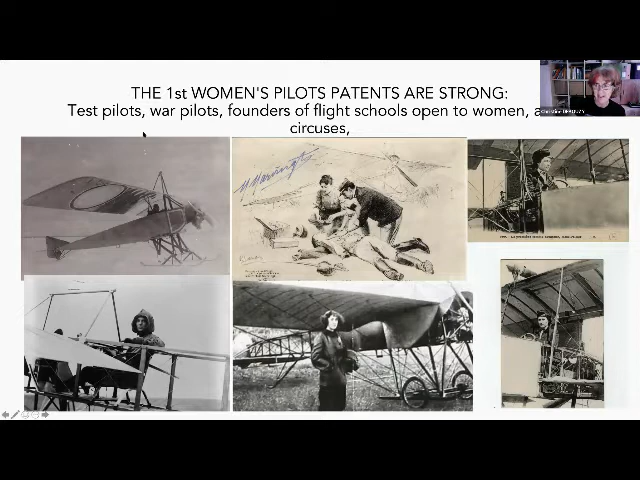 THE 1st WOMEN'S PILOTS PATENTS ARE STRONG:
Test pilots, war pilots, founders of flight schools open to women, a
circuses,